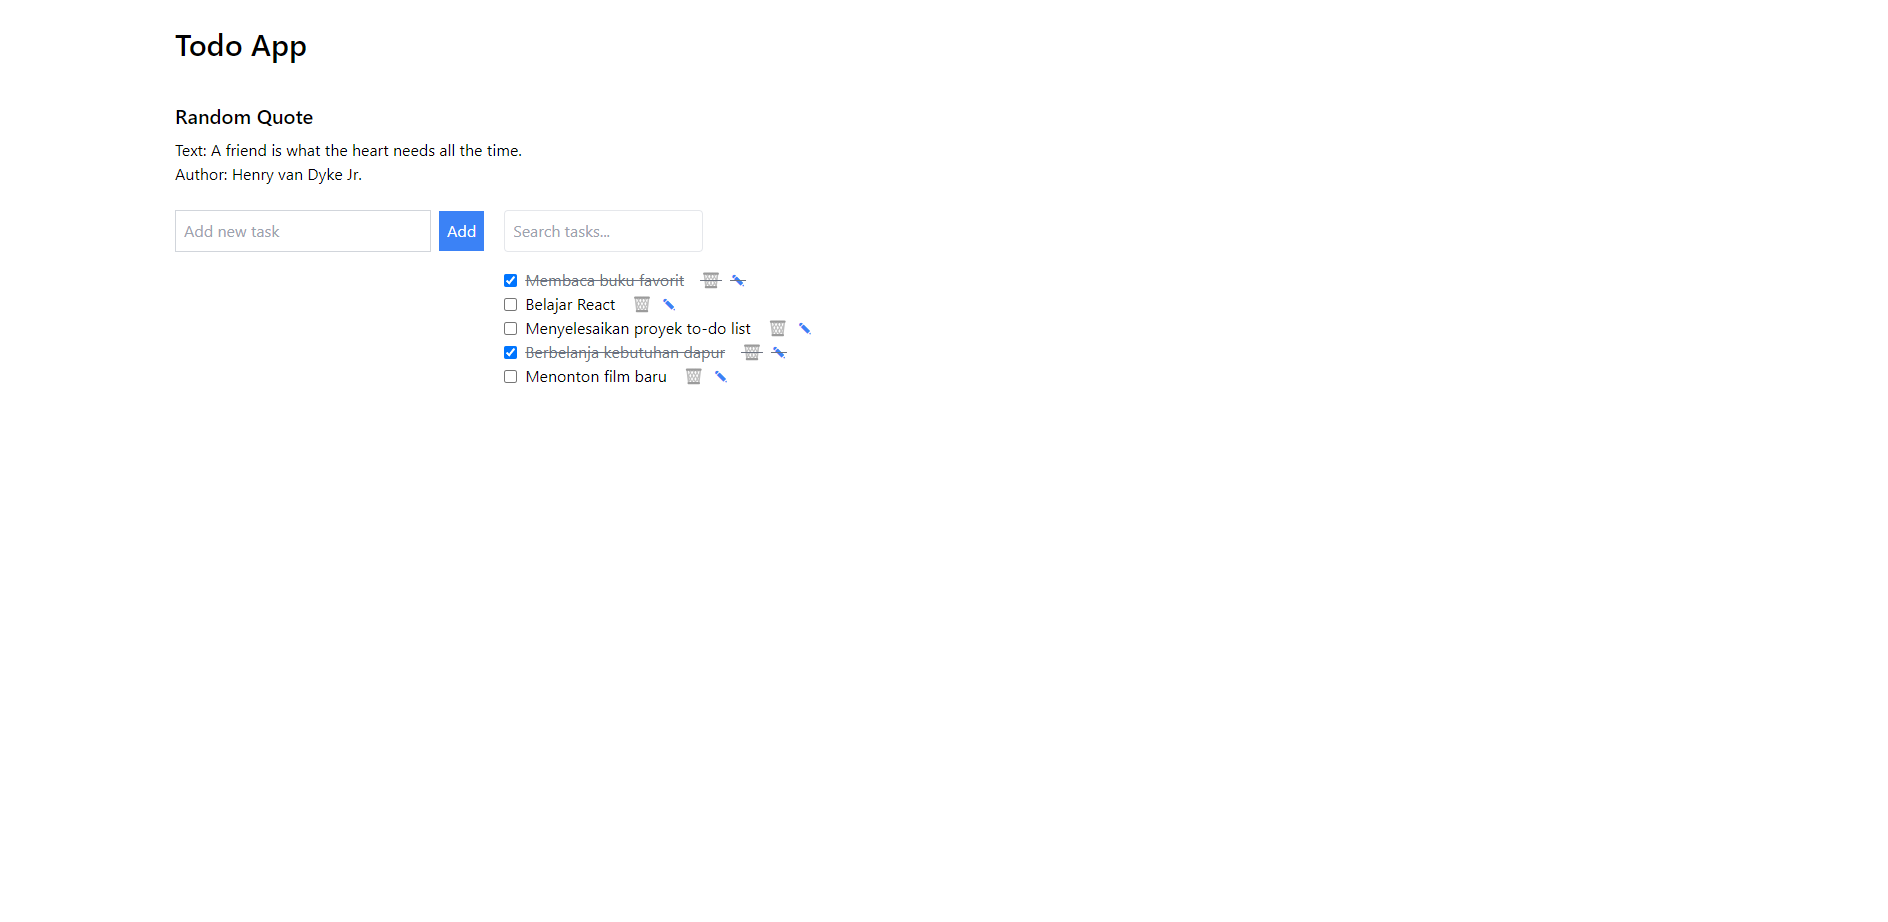 Todo App
Random Quote
Text: A friend is what the heart needs all the time.
Author: Henry van Dyke Jr.
Add new task
Add
Search tasks...
Membaca buku favorit
Belajar React
Menyelesaikan proyek to-do list
Berbelanja kebutuhan dapur
Menonton film baru